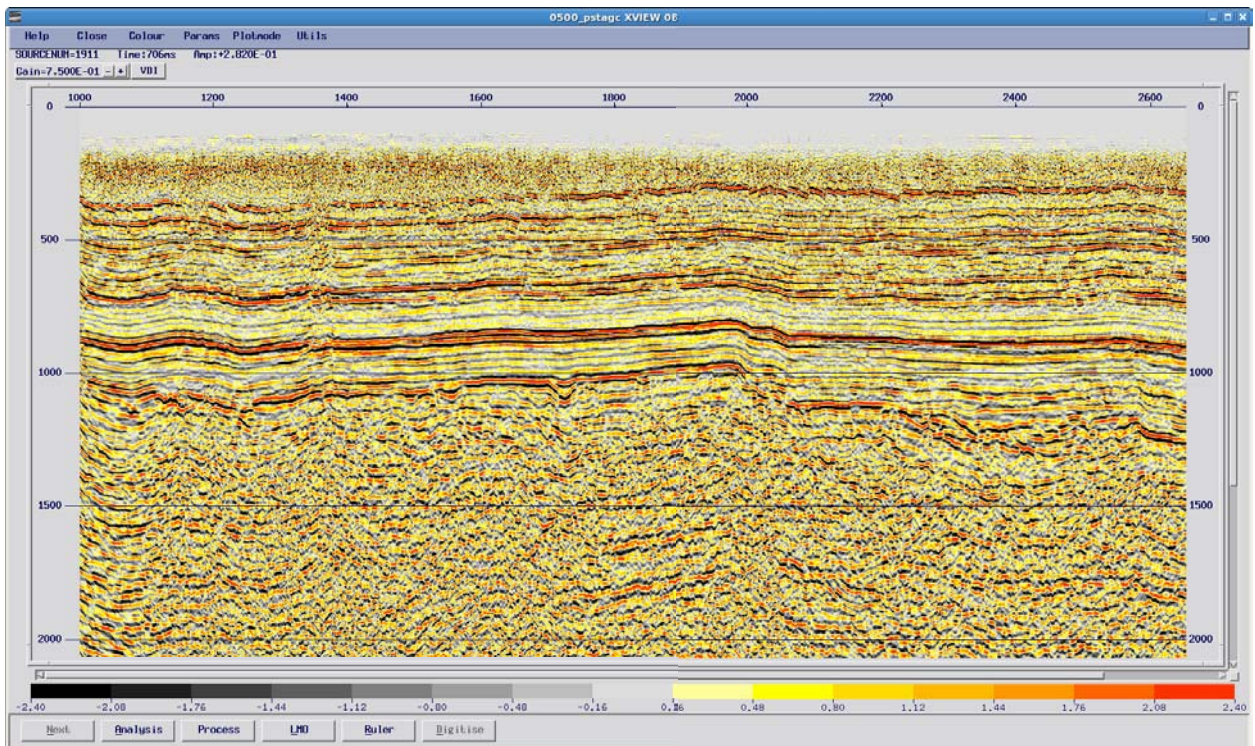 0500_pstagc XVIEW 08
Help Close Colour Params Plotmode Utils
SOURCENUM=1911 Time:706ms Amp:+2.820E-01
Gain=7.500E-01 - + VDI
1000 1200 1400 1600 1800 2000 2200 2400 2600
0 0
500 500
1000 1000
1500 1500
2000 2000
-2.40 -2.08 -1.76 -1.44 -1.12 -0.80 -0.48 -0.16 0.16 0.48 0.80 1.12 1.44 1.76 2.08 2.40
Next Analysis Process LMO Ruler Digitise